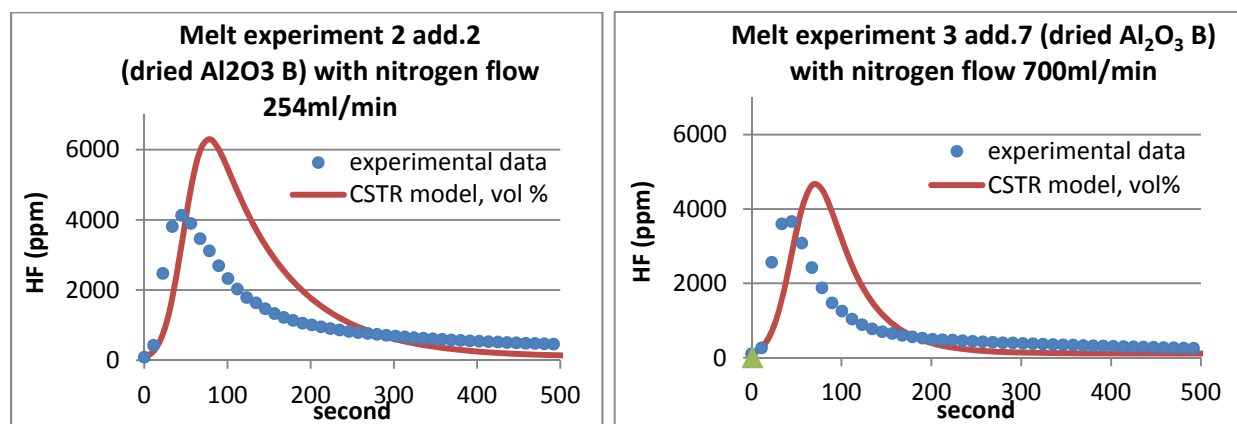 Melt experiment 2 add.2
(dried Al2O3 B) with nitrogen flow
254ml/min
6000
4000
2000
0
HF (ppm)
experimental data
CSTR model, vol %
0
100
200
300
400
500
second
Melt experiment 3 add.7 (dried Al₂O₃ B)
with nitrogen flow 700ml/min
6000
4000
2000
0
HF (ppm)
experimental data
CSTR model, vol%
0
100
200
300
400
500
second